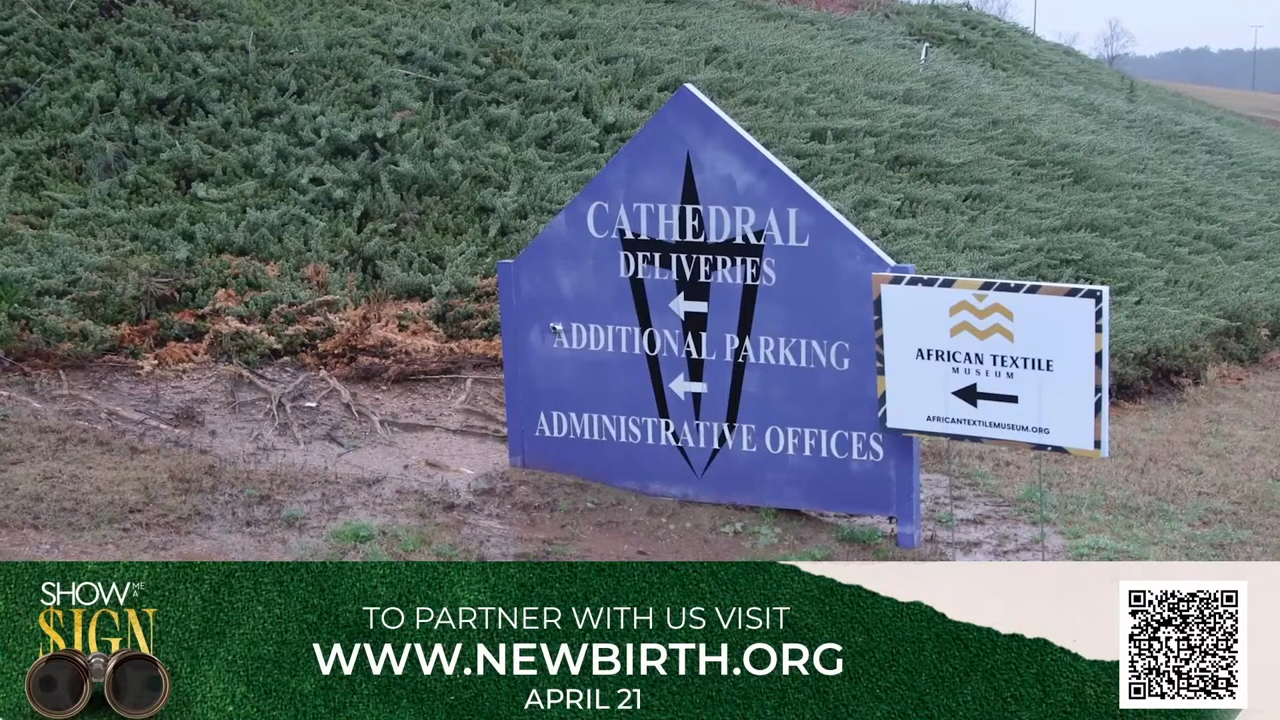 CATHEDRAL
DELIVERIES
ADDITIONAL PARKING
ADMINISTRATIVE OFFICES
AFRICAN TEXTILE
MUSEUM
AFRICANTEXTILEMUSEUM.ORG
SHOW ME A
SIGN
TO PARTNER WITH US VISIT
WWW.NEWBIRTH.ORG
APRIL 21